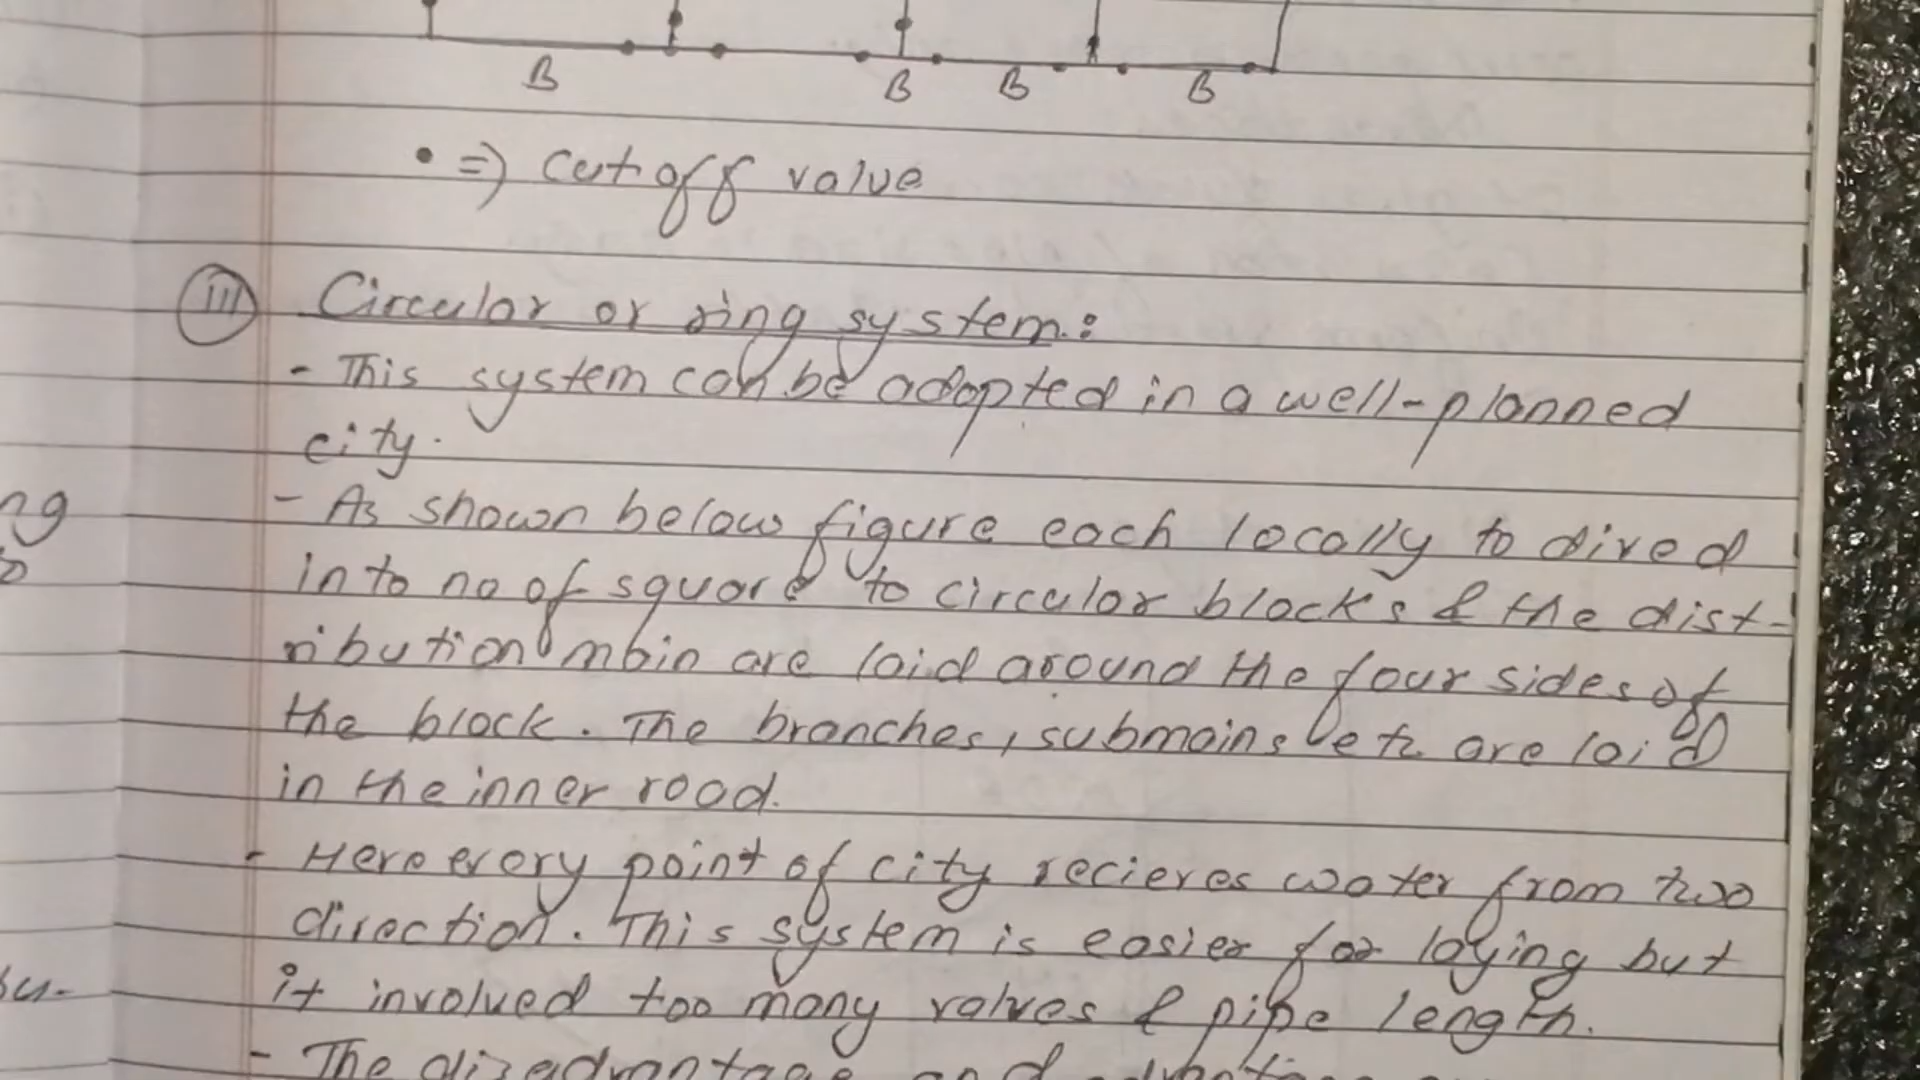 B B B B
• => Cut off value
(iii) Circular or ring system:
- This system can be adopted in a well-planned
city.
- As shown below figure each locally to dived
into no of square to circular blocks & the dist-
ribution main are laid around the four sides of
the block. The branches, submains etc are laid
in the inner road.
- Here every point of city recieves water from two
direction. This system is easier for laying but
it involved too many valves & pipe length.
- The disadvantage and
ng